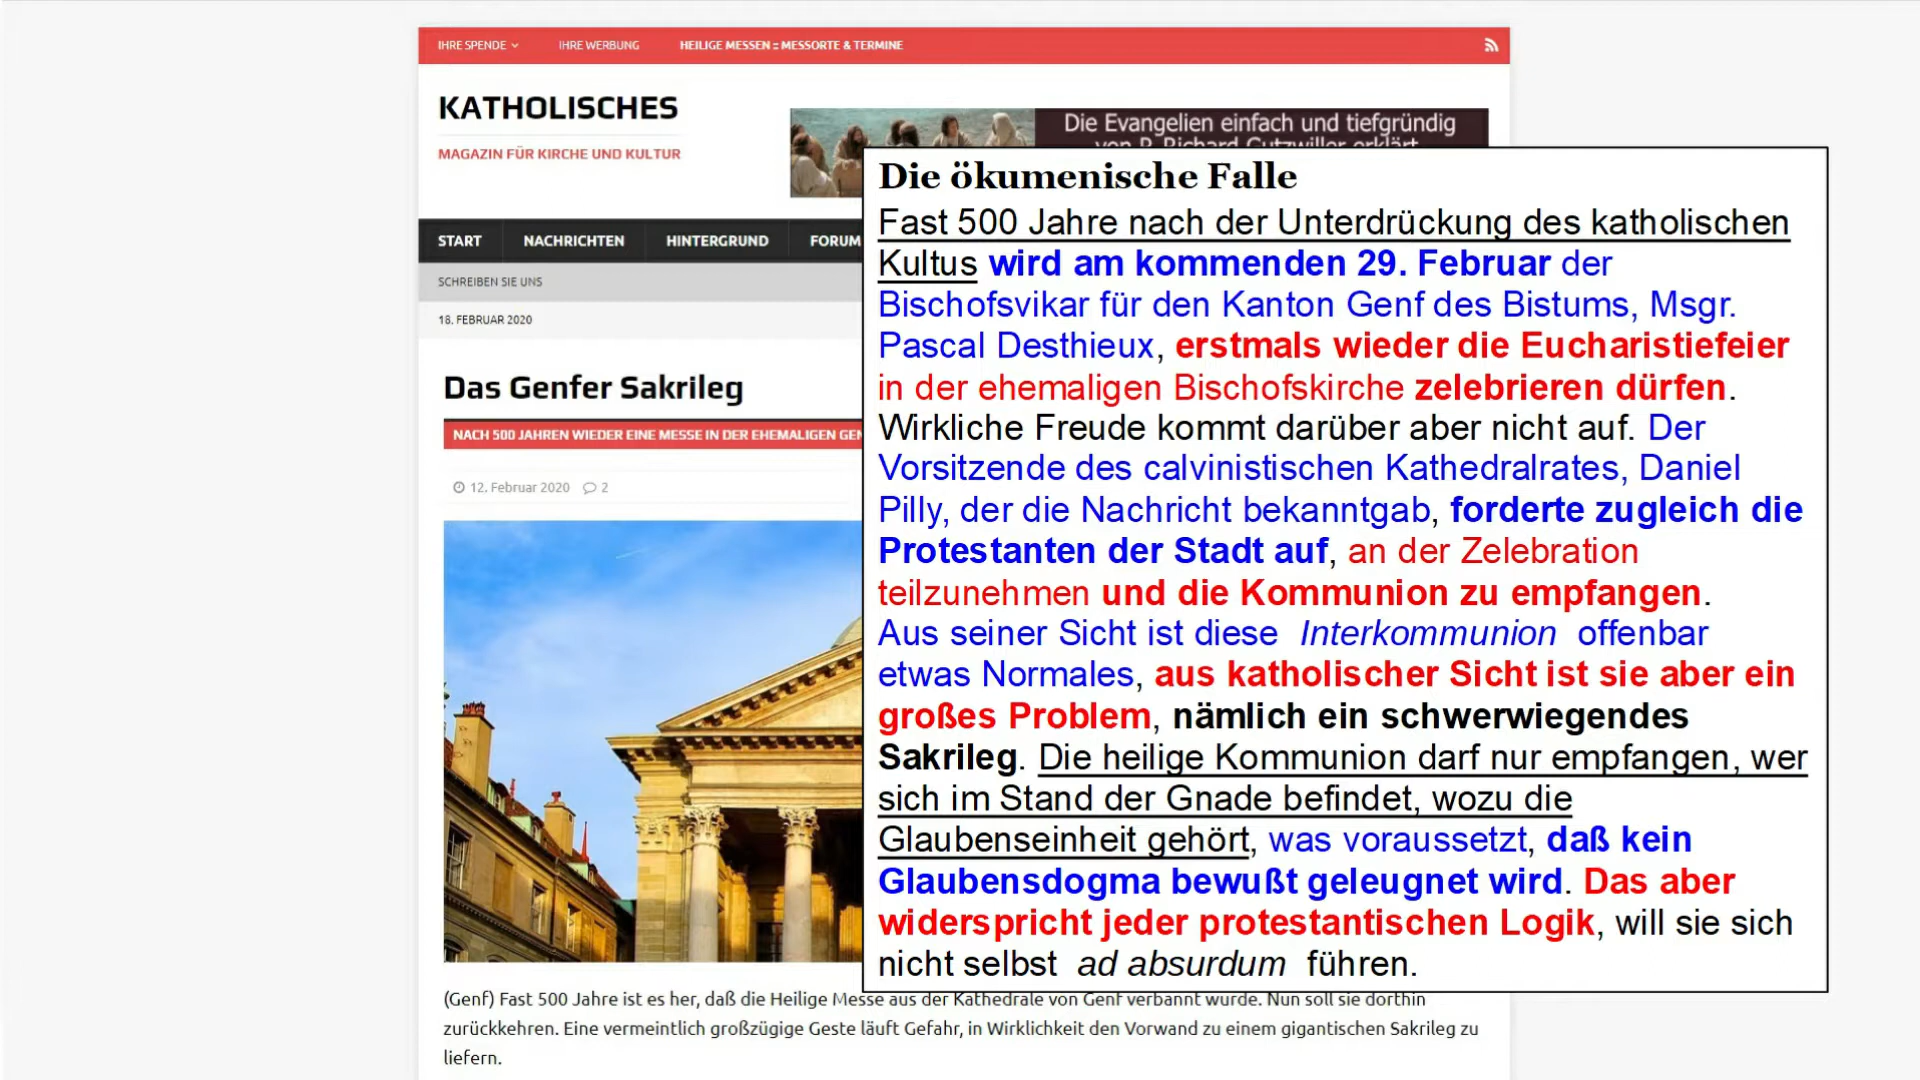 IHRE SPENDE
IHRE WERBUNG
HEILIGE MESSEN :: MESSORTE & TERMINE
KATHOLISCHES
MAGAZIN FÜR KIRCHE UND KULTUR
Die Evangelien einfach und tiefgründig
von P. Richard Gutzwiller erklärt
START
NACHRICHTEN
HINTERGRUND
FORUM
SCHREIBEN SIE UNS
18. FEBRUAR 2020
Das Genfer Sakrileg
NACH 500 JAHREN WIEDER EINE MESSE IN DER EHEMALIGEN GEN
12. Februar 2020
2
Die ökumenische Falle
Fast 500 Jahre nach der Unterdrückung des katholischen
Kultus wird am kommenden 29. Februar der
Bischofsvikar für den Kanton Genf des Bistums, Msgr.
Pascal Desthieux, erstmals wieder die Eucharistiefeier
in der ehemaligen Bischofskirche zelebrieren dürfen.
Wirkliche Freude kommt darüber aber nicht auf. Der
Vorsitzende des calvinistischen Kathedralrates, Daniel
Pilly, der die Nachricht bekanntgab, forderte zugleich die
Protestanten der Stadt auf, an der Zelebration
teilzunehmen und die Kommunion zu empfangen.
Aus seiner Sicht ist diese Interkommunion offenbar
etwas Normales, aus katholischer Sicht ist sie aber ein
großes Problem, nämlich ein schwerwiegendes
Sakrileg. Die heilige Kommunion darf nur empfangen, wer
sich im Stand der Gnade befindet, wozu die
Glaubenseinheit gehört, was voraussetzt, daß kein
Glaubensdogma bewußt geleugnet wird. Das aber
widerspricht jeder protestantischen Logik, will sie sich
nicht selbst ad absurdum führen.
(Genf) Fast 500 Jahre ist es her, daß die Heilige Messe aus der Kathedrale von Genf verbannt wurde. Nun soll sie dorthin
zurückkehren. Eine vermeintlich großzügige Geste läuft Gefahr, in Wirklichkeit den Vorwand zu einem gigantischen Sakrileg zu
liefern.